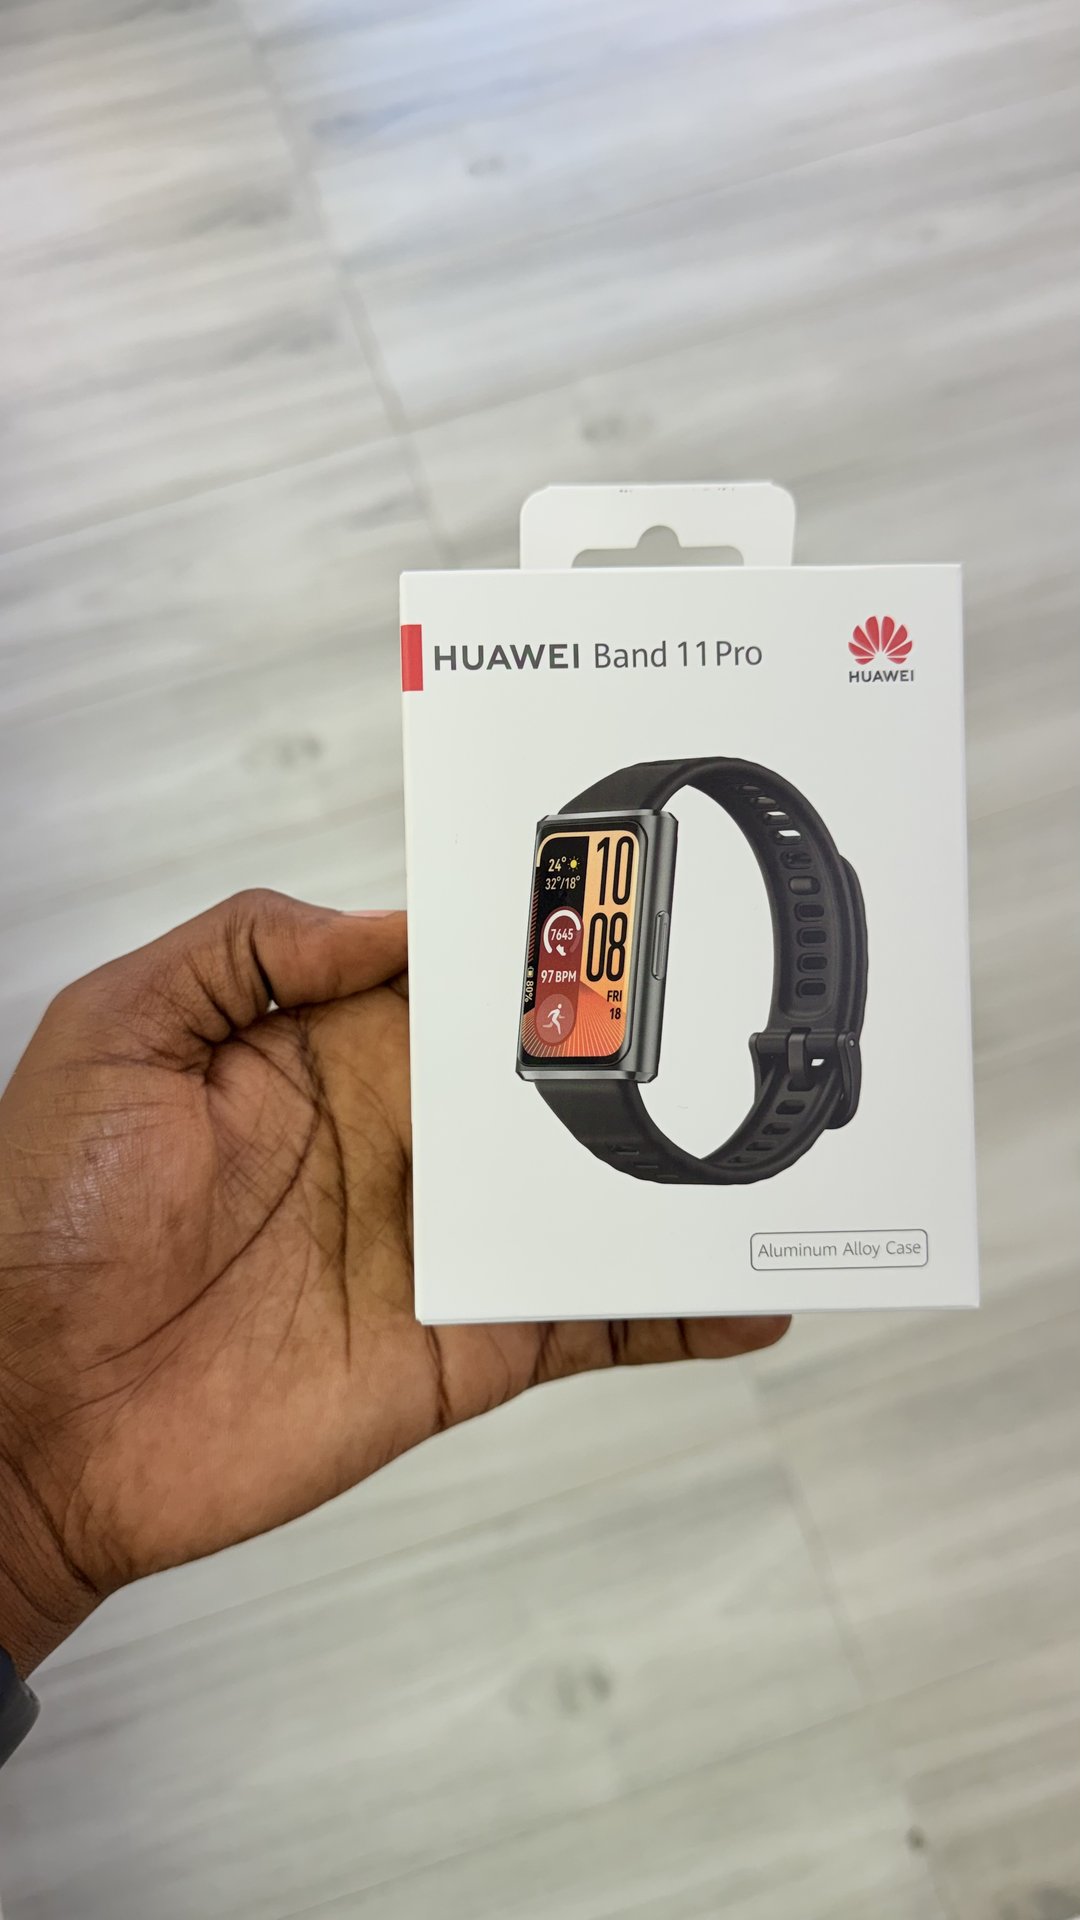 HUAWEI Band 11 Pro
HUAWEI
24°
32°/18°
10
08
7645
97 BPM
80%
FRI
18
Aluminum Alloy Case